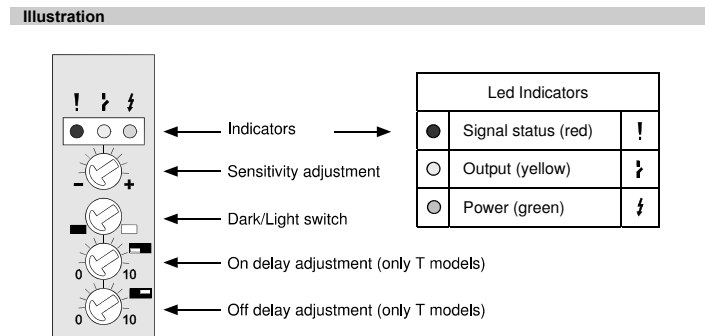 Illustration
Indicators
Sensitivity adjustment
- +
Dark/Light switch
On delay adjustment (only T models)
0 10
Off delay adjustment (only T models)
0 10
Led Indicators
Signal status (red) !
Output (yellow)
Power (green)